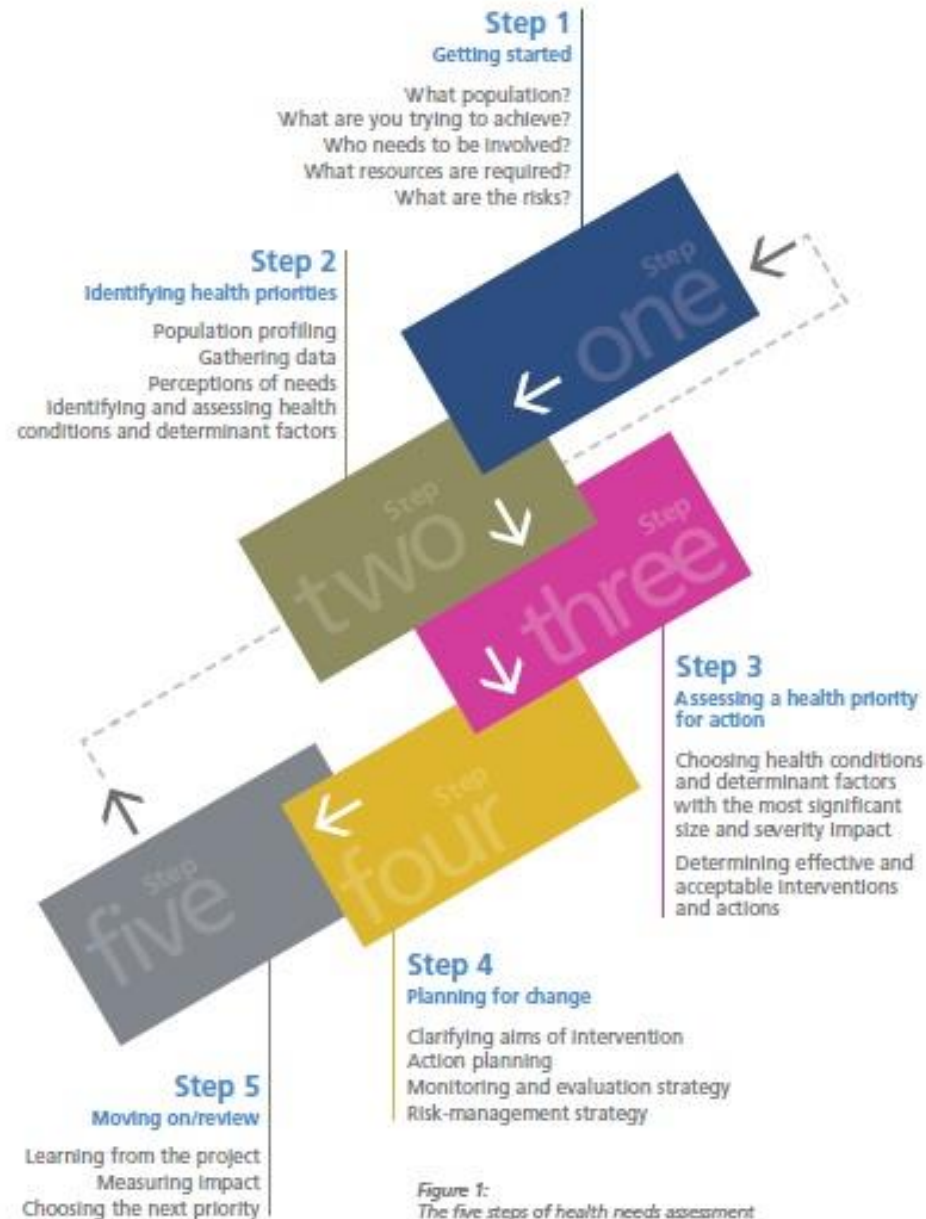 Step 1
Getting started
What population?
What are you trying to achieve?
Who needs to be involved?
What resources are required?
What are the risks?
Step one
Step 2
Identifying health priorities
Population profiling
Gathering data
Perceptions of needs
Identifying and assessing health
conditions and determinant factors
Step two
Step three
Step 3
Assessing a health priority
for action
Choosing health conditions
and determinant factors
with the most significant
size and severity impact
Determining effective and
acceptable interventions
and actions
Step four
Step five
Step 4
Planning for change
Clarifying aims of intervention
Action planning
Monitoring and evaluation strategy
Risk-management strategy
Step 5
Moving on/review
Learning from the project
Measuring impact
Choosing the next priority
Figure 1:
The five steps of health needs assessment